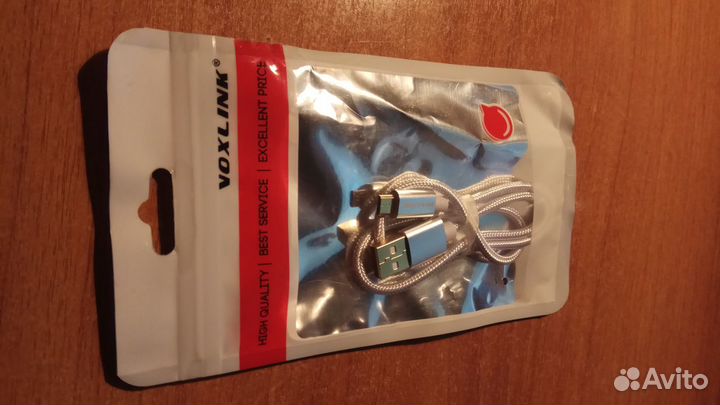 VOXLINK®
HIGH QUALITY | BEST SERVICE | EXCELLENT PRICE
Avito